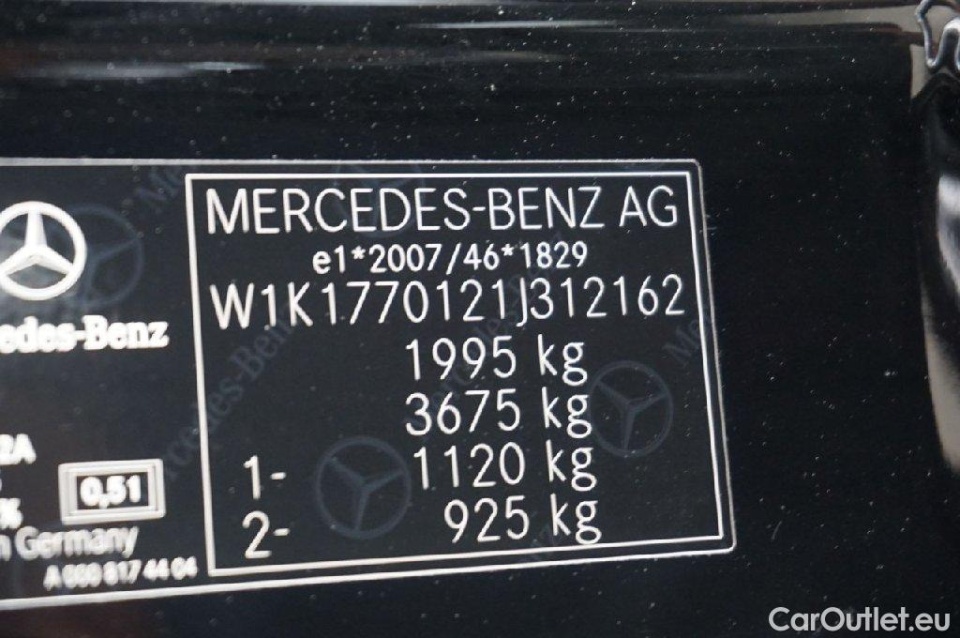 MERCEDES-BENZ AG
e1*2007/46*1829
W1K1770121J312162
1995 kg
3675 kg
1- 1120 kg
2- 925 kg
0,51
Germany
A 000 817 44 04
CarOutlet.eu